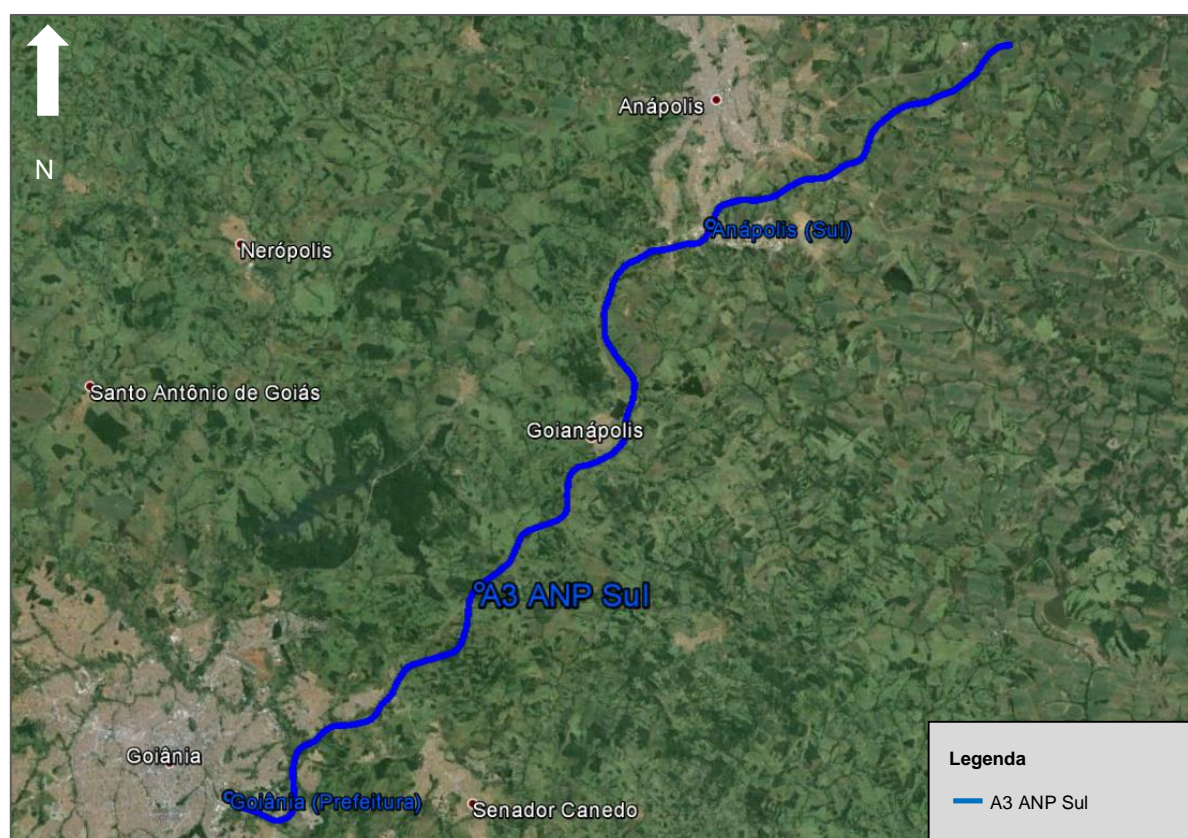 N
Anápolis
Anápolis (Sul)
Nerópolis
Santo Antônio de Goiás
Goianápolis
A3 ANP Sul
Goiânia
Goiânia (Prefeitura)
Senador Canedo
Legenda
A3 ANP Sul